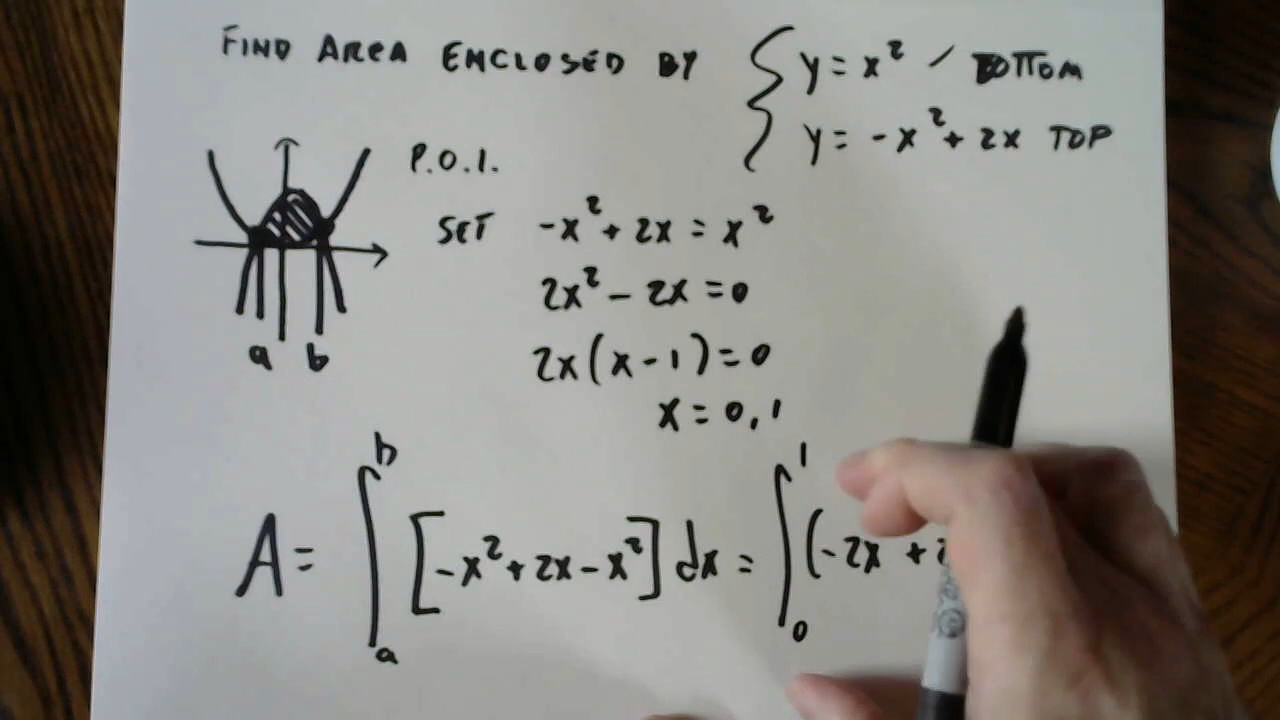 FIND AREA ENCLOSED BY { y = x² / BOTTOM
y = -x² + 2x TOP
P.O.I.
SET -x² + 2x = x²
2x² - 2x = 0
2x(x-1) = 0
x = 0, 1
a b
A = ∫ₐᵇ [-x² + 2x - x²] dx = ∫₀¹ (-2x +